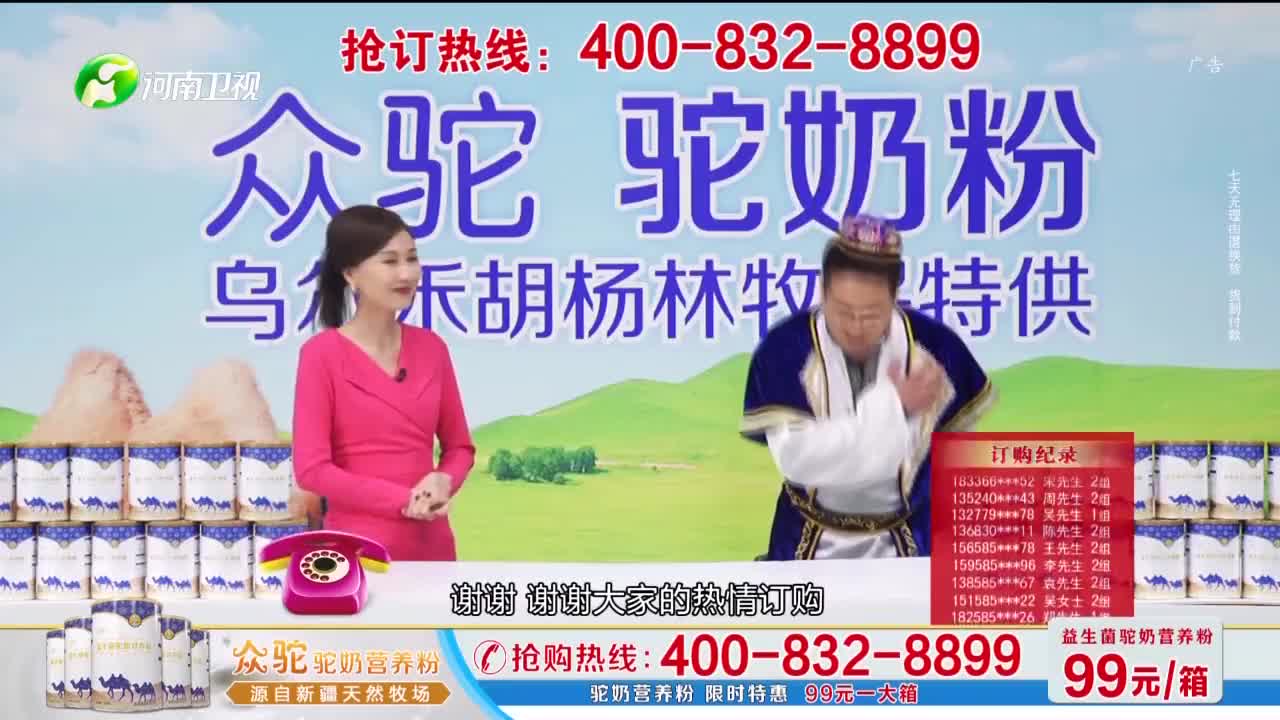 抢订热线：400-832-8899
河南卫视
广告
众驼 驼奶粉
乌尔禾胡杨林牧 特供
七天无理由退换货 货到付款
订购纪录
183366***52 宋先生 2组
135240***43 周先生 2组
132779***78 吴先生 1组
136830***11 陈先生 2组
156585***78 王先生 2组
159585***96 李先生 2组
138585***67 袁先生 2组
151585***22 吴女士 2组
182585***26 郑先生 1组
谢谢 谢谢大家的热情订购
众驼 驼奶营养粉
源自新疆天然牧场
抢购热线：400-832-8899
驼奶营养粉 限时特惠 99元一大箱
益生菌驼奶营养粉
99元/箱